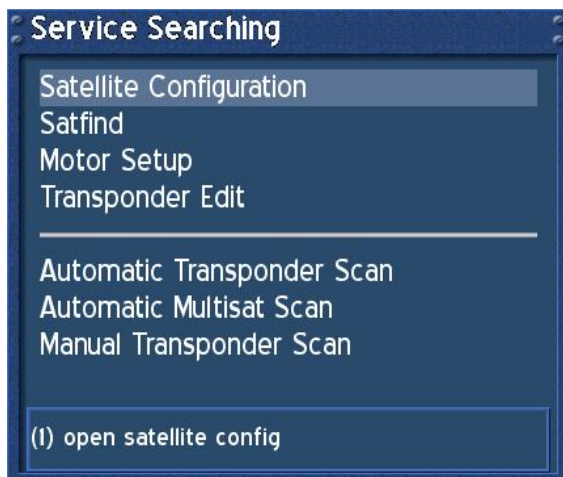 Service Searching
Satellite Configuration
Satfind
Motor Setup
Transponder Edit
Automatic Transponder Scan
Automatic Multisat Scan
Manual Transponder Scan
(1) open satellite config